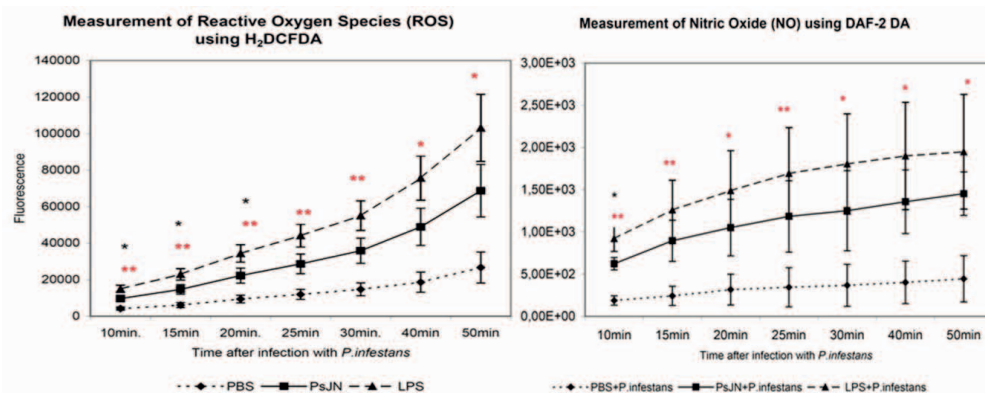 Measurement of Reactive Oxygen Species (ROS)
using H₂DCFDA
140000
120000
100000
80000
60000
40000
20000
0
Fluorescence
*
**
*
**
*
**
**
**
*
*
10min.
15min
20min.
25min
30min.
40min
50min
Time after infection with P.infestans
PBS
PsJN
LPS
Measurement of Nitric Oxide (NO) using DAF-2 DA
3,00E+03
2,50E+03
2,00E+03
1,50E+03
1,00E+03
5,00E+02
0,00E+00
*
**
**
*
**
*
*
*
10min
15min
20min
25min
30min
40min
50min
Time after infection with P.infestans
PBS+P.infestans
PsJN+P.infestans
LPS+P.infestans